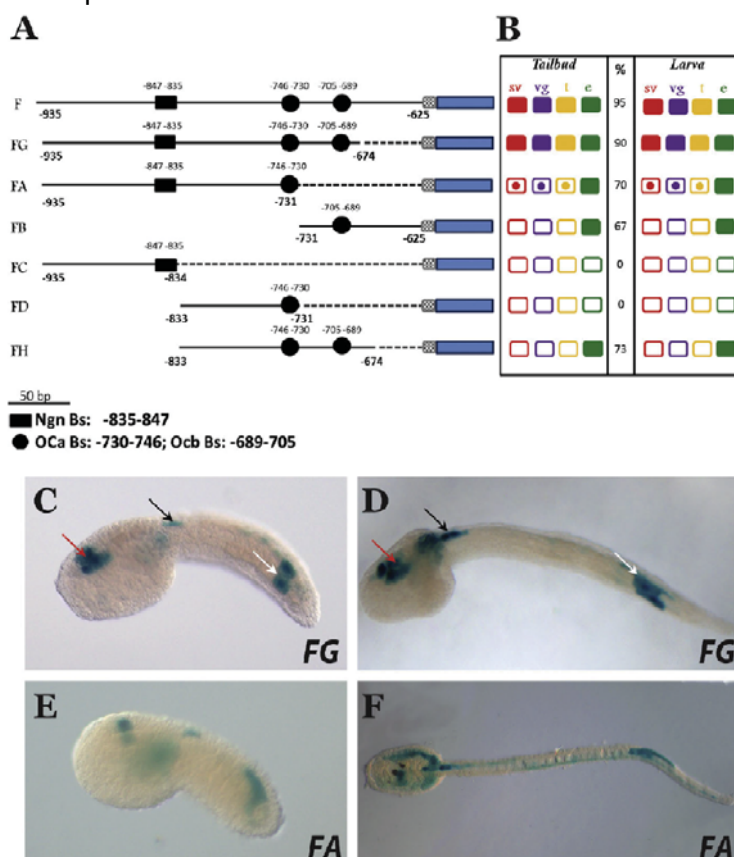 A
B
Tailbud % Larva
sv vg t e sv vg t e
-847 -835 -746 -730 -705 -689
F -935 -625 95
-847 -835 -746 -730 -705 -689
FG -935 -674 90
-847 -835 -746 -730
FA -935 -731 70
-705 -689
FB -731 -625 67
-847 -835
FC -935 -834 0
-746 -730
FD -833 -731 0
-746 -730 -705 -689
FH -833 -674 73
50 bp
Ngn Bs: -835-847
OCa Bs: -730-746; Ocb Bs: -689-705
C
FG
D
FG
E
FA
F
FA